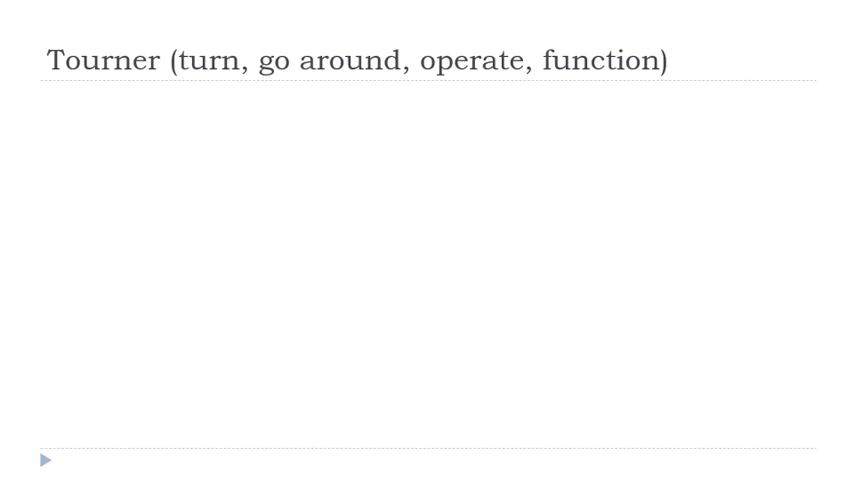 Tourner (turn, go around, operate, function)